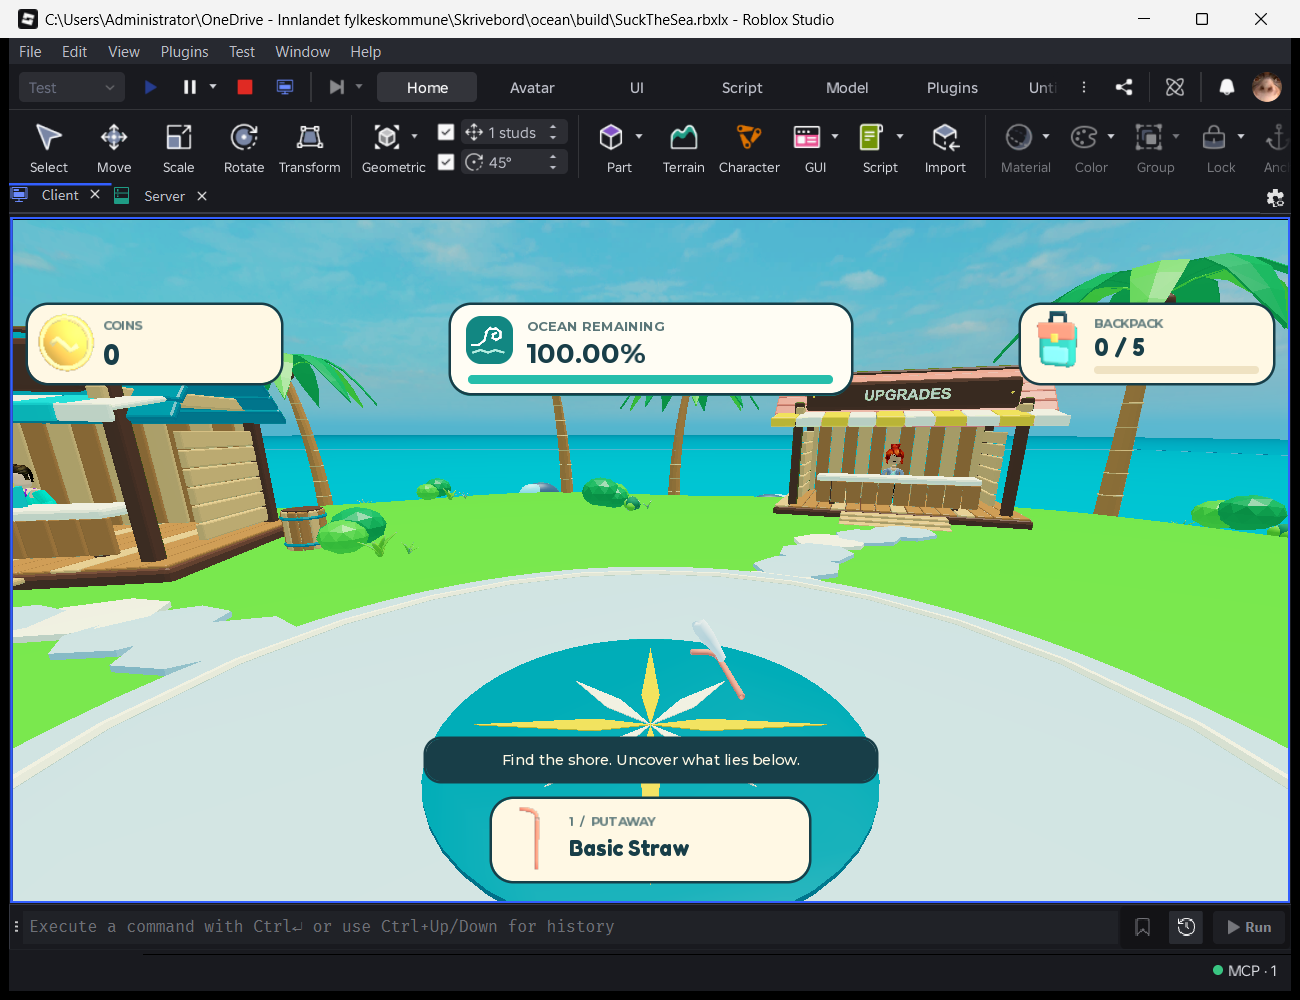 C:\Users\Administrator\OneDrive - Innlandet fylkeskommune\Skrivebord\ocean\build\SuckTheSea.rbxlx - Roblox Studio
File Edit View Plugins Test Window Help
Test Home Avatar UI Script Model Plugins Unti
1 studs
45°
Select Move Scale Rotate Transform Geometric Part Terrain Character GUI Script Import Material Color Group Lock Anc
Client Server
COINS
0
OCEAN REMAINING
100.00%
BACKPACK
0 / 5
UPGRADES
Find the shore. Uncover what lies below.
1 / PUT AWAY
Basic Straw
Execute a command with Ctrl↵ or use Ctrl+Up/Down for history
Run
MCP · 1